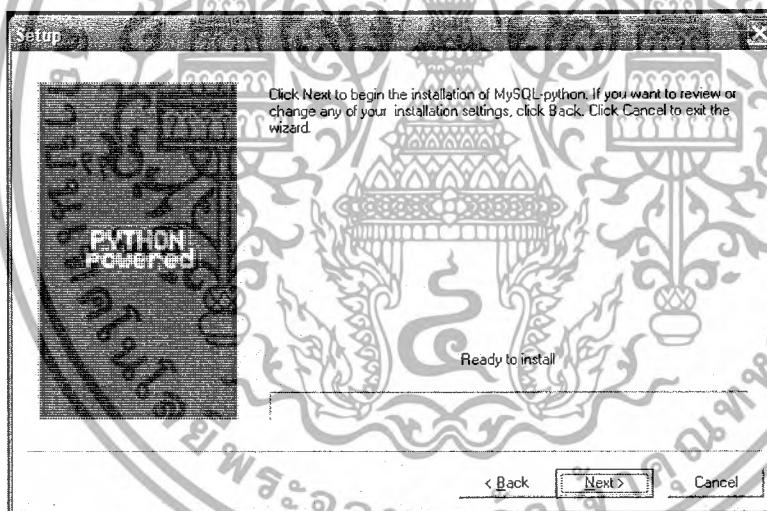 Setup
Click Next to begin the installation of MySQL-python. If you want to review or
change any of your installation settings, click Back. Click Cancel to exit the
wizard.
PYTHON
Powered
Ready to install
< Back
Next >
Cancel